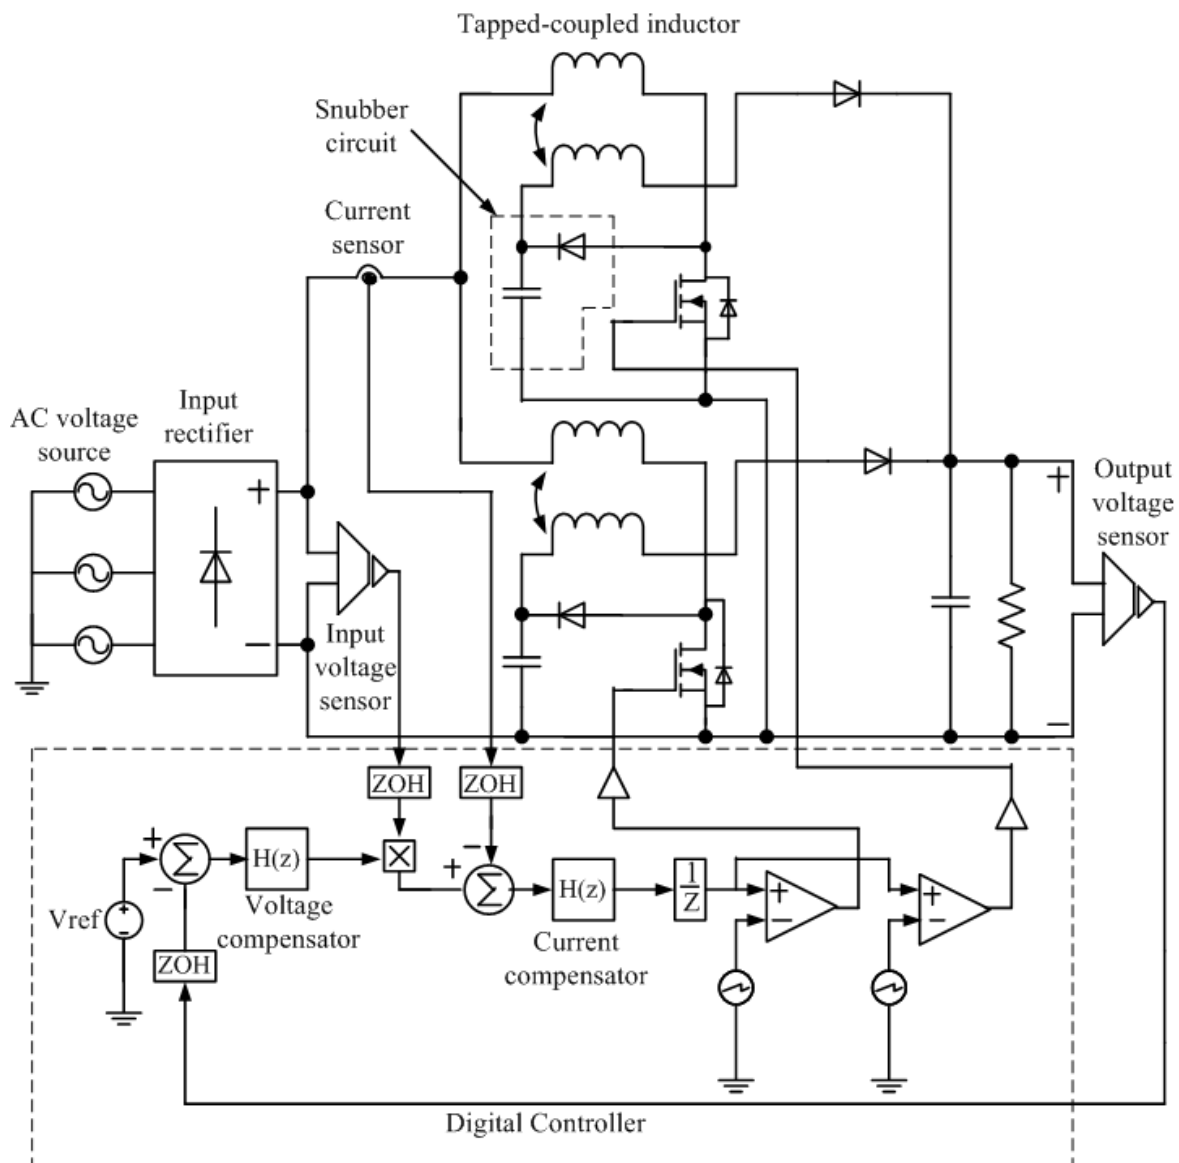 Tapped-coupled inductor
Snubber
circuit
Current
sensor
Input
rectifier
AC voltage
source
+
−
Input
voltage
sensor
+
−
Output
voltage
sensor
ZOH
ZOH
+
−
Σ
H(z)
Voltage
compensator
×
+
−
Σ
H(z)
Current
compensator
1
Z
+
−
+
−
Vref
+
−
ZOH
Digital Controller